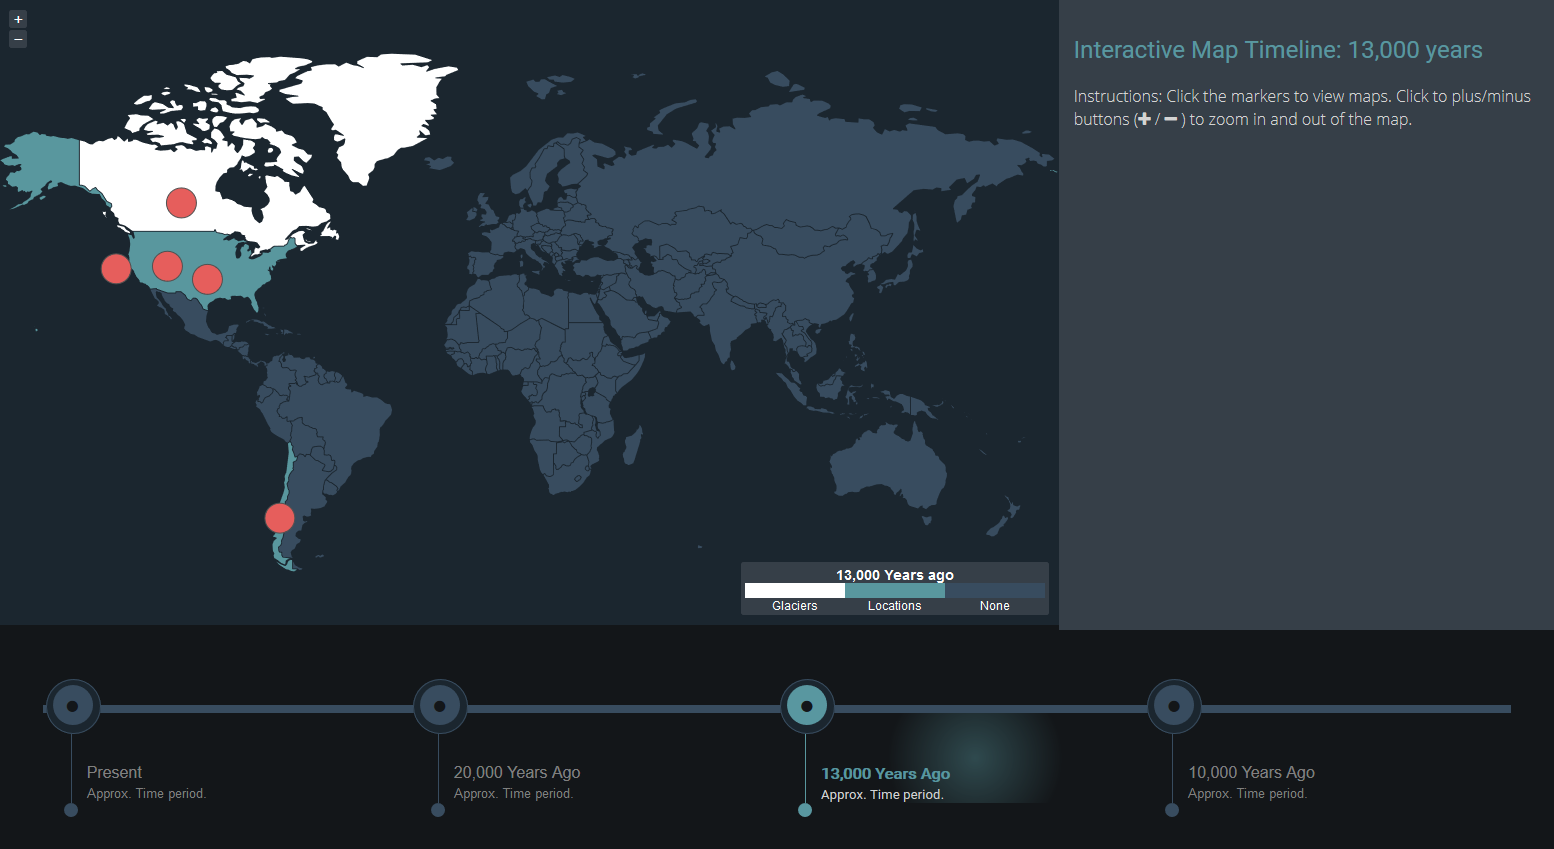 +
−
Interactive Map Timeline: 13,000 years
Instructions: Click the markers to view maps. Click to plus/minus
buttons (+ / − ) to zoom in and out of the map.
13,000 Years ago
Glaciers Locations None
Present
Approx. Time period.
20,000 Years Ago
Approx. Time period.
13,000 Years Ago
Approx. Time period.
10,000 Years Ago
Approx. Time period.